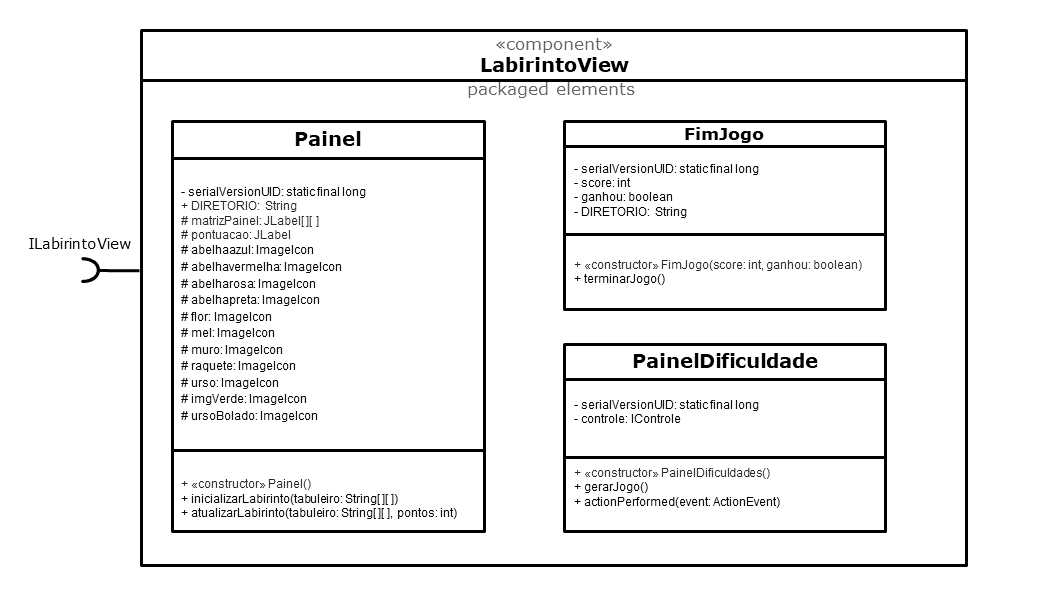 «component»
LabirintoView
packaged elements
ILabirintoView
Painel
- serialVersionUID: static final long
+ DIRETORIO: String
# matrizPainel: JLabel[ ][ ]
# pontuacao: JLabel
# abelhaazul: ImageIcon
# abelhavermelha: ImageIcon
# abelharosa: ImageIcon
# abelhapreta: ImageIcon
# flor: ImageIcon
# mel: ImageIcon
# muro: ImageIcon
# raquete: ImageIcon
# urso: ImageIcon
# imgVerde: ImageIcon
# ursoBolado: ImageIcon
+ «constructor» Painel()
+ inicializarLabirinto(tabuleiro: String[ ][ ])
+ atualizarLabirinto(tabuleiro: String[ ][ ], pontos: int)
FimJogo
- serialVersionUID: static final long
- score: int
- ganhou: boolean
- DIRETORIO: String
+ «constructor» FimJogo(score: int, ganhou: boolean)
+ terminarJogo()
PainelDificuldade
- serialVersionUID: static final long
- controle: IControle
+ «constructor» PainelDificuldades()
+ gerarJogo()
+ actionPerformed(event: ActionEvent)